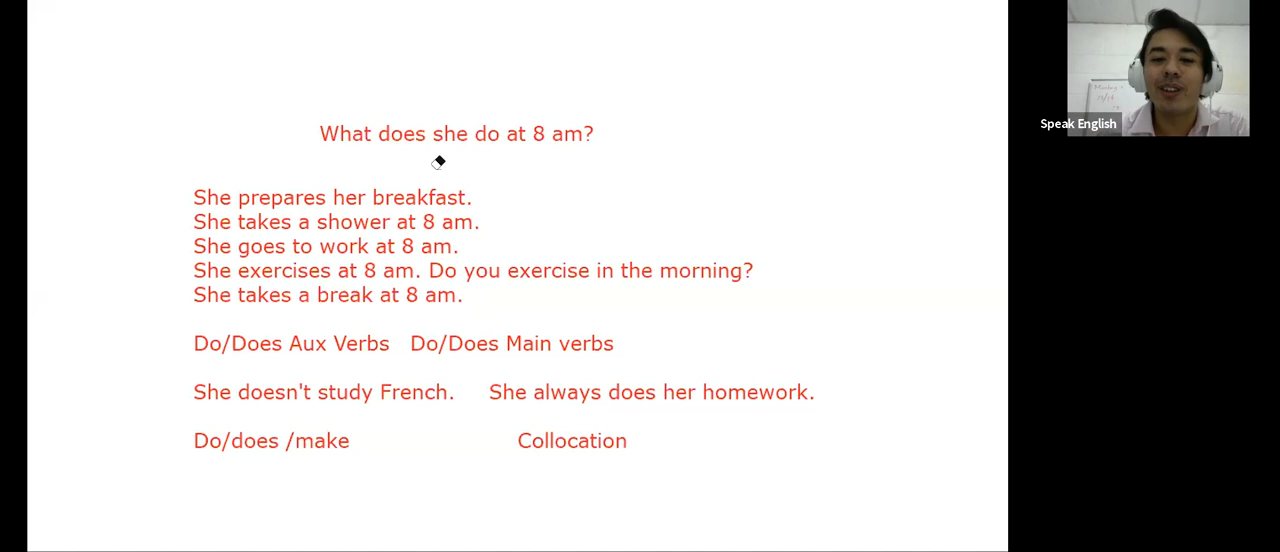 What does she do at 8 am?
She prepares her breakfast.
She takes a shower at 8 am.
She goes to work at 8 am.
She exercises at 8 am. Do you exercise in the morning?
She takes a break at 8 am.
Do/Does Aux Verbs Do/Does Main verbs
She doesn't study French. She always does her homework.
Do/does /make Collocation
Speak English